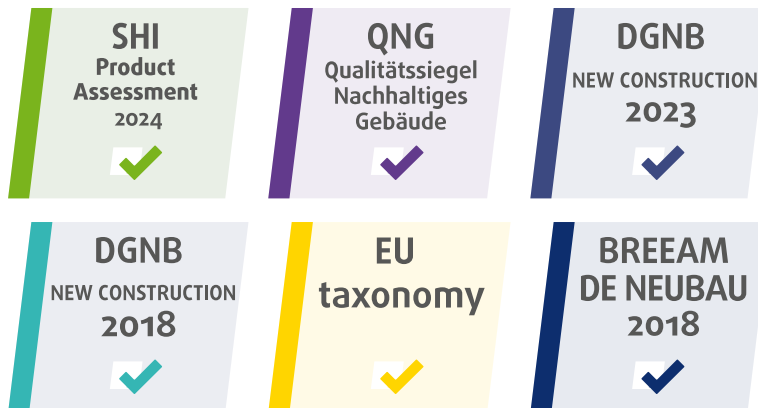 SHI
Product
Assessment
2024
QNG
Qualitätssiegel
Nachhaltiges
Gebäude
DGNB
NEW CONSTRUCTION
2023
DGNB
NEW CONSTRUCTION
2018
EU
taxonomy
BREEAM
DE NEUBAU
2018